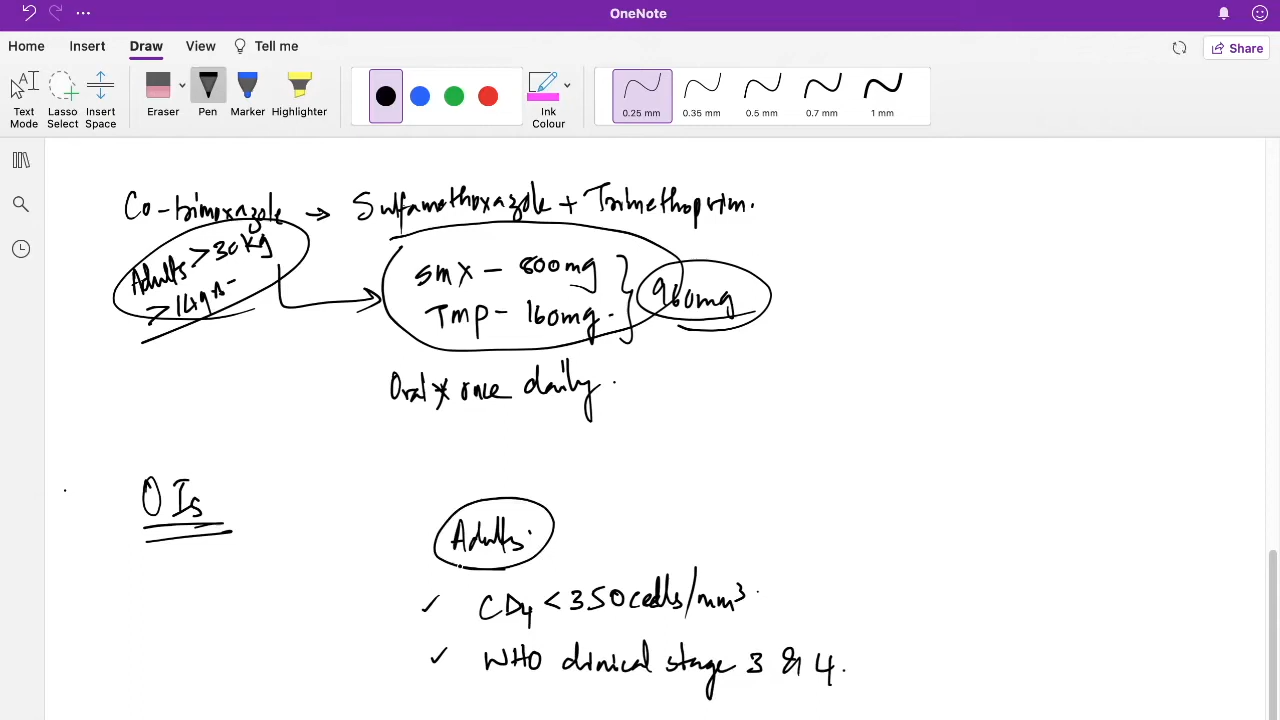 OneNote
Home Insert Draw View Tell me
Share
Text Mode
Lasso Select
Insert Space
Eraser
Pen
Marker
Highlighter
Ink Colour
0.25 mm
0.35 mm
0.5 mm
0.7 mm
1 mm
Co-trimoxazole → Sulfamethoxazole + Trimethoprim.
Adults > 30kg
> 14yrs
SMX - 800mg
TMP - 160mg.
960mg
Oral x once daily.
OIs
Adults.
✓ CD4 < 350 cells/mm³.
✓ WHO clinical stage 3 & 4.